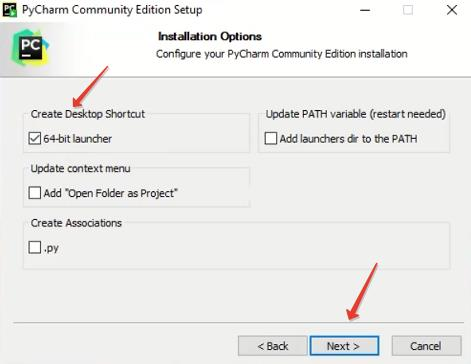 PyCharm Community Edition Setup
PC
Installation Options
Configure your PyCharm Community Edition installation
Create Desktop Shortcut
64-bit launcher
Update PATH variable (restart needed)
Add launchers dir to the PATH
Update context menu
Add "Open Folder as Project"
Create Associations
.py
< Back
Next >
Cancel